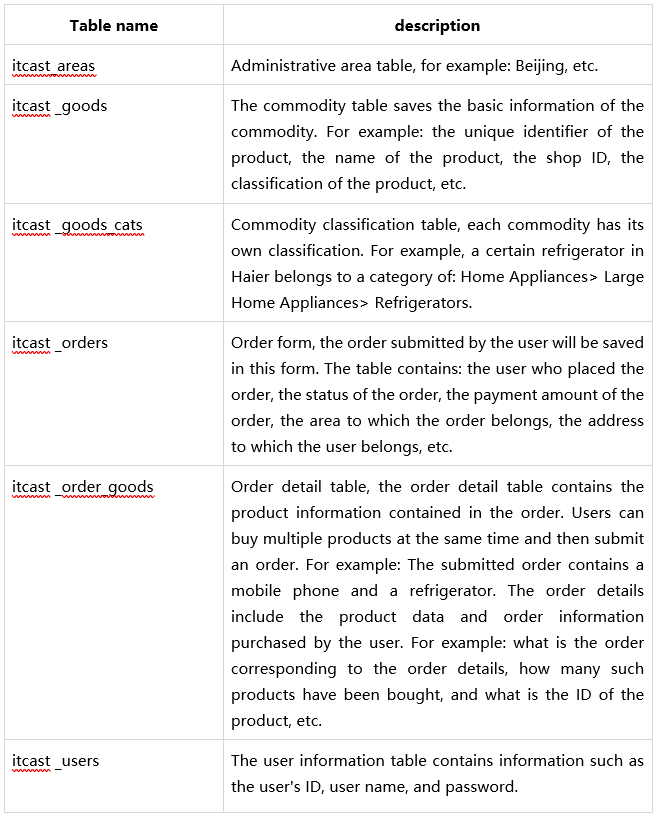 Table name
description
itcast_areas
Administrative area table, for example: Beijing, etc.
itcast _goods
The commodity table saves the basic information of the
commodity. For example: the unique identifier of the
product, the name of the product, the shop ID, the
classification of the product, etc.
itcast _goods_cats
Commodity classification table, each commodity has its
own classification. For example, a certain refrigerator in
Haier belongs to a category of: Home Appliances> Large
Home Appliances> Refrigerators.
itcast _orders
Order form, the order submitted by the user will be saved
in this form. The table contains: the user who placed the
order, the status of the order, the payment amount of the
order, the area to which the order belongs, the address
to which the user belongs, etc.
itcast _order_goods
Order detail table, the order detail table contains the
product information contained in the order. Users can
buy multiple products at the same time and then submit
an order. For example: The submitted order contains a
mobile phone and a refrigerator. The order details
include the product data and order information
purchased by the user. For example: what is the order
corresponding to the order details, how many such
products have been bought, and what is the ID of the
product, etc.
itcast _users
The user information table contains information such as
the user's ID, user name, and password.